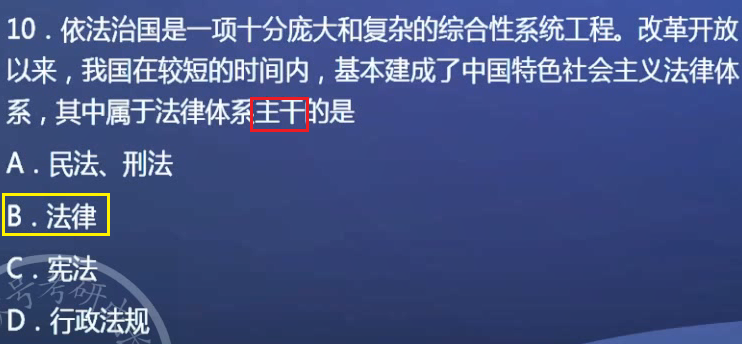 10．依法治国是一项十分庞大和复杂的综合性系统工程。改革开放
以来，我国在较短的时间内，基本建成了中国特色社会主义法律体
系，其中属于法律体系主干的是
A．民法、刑法
B．法律
C．宪法
D．行政法规
号考研